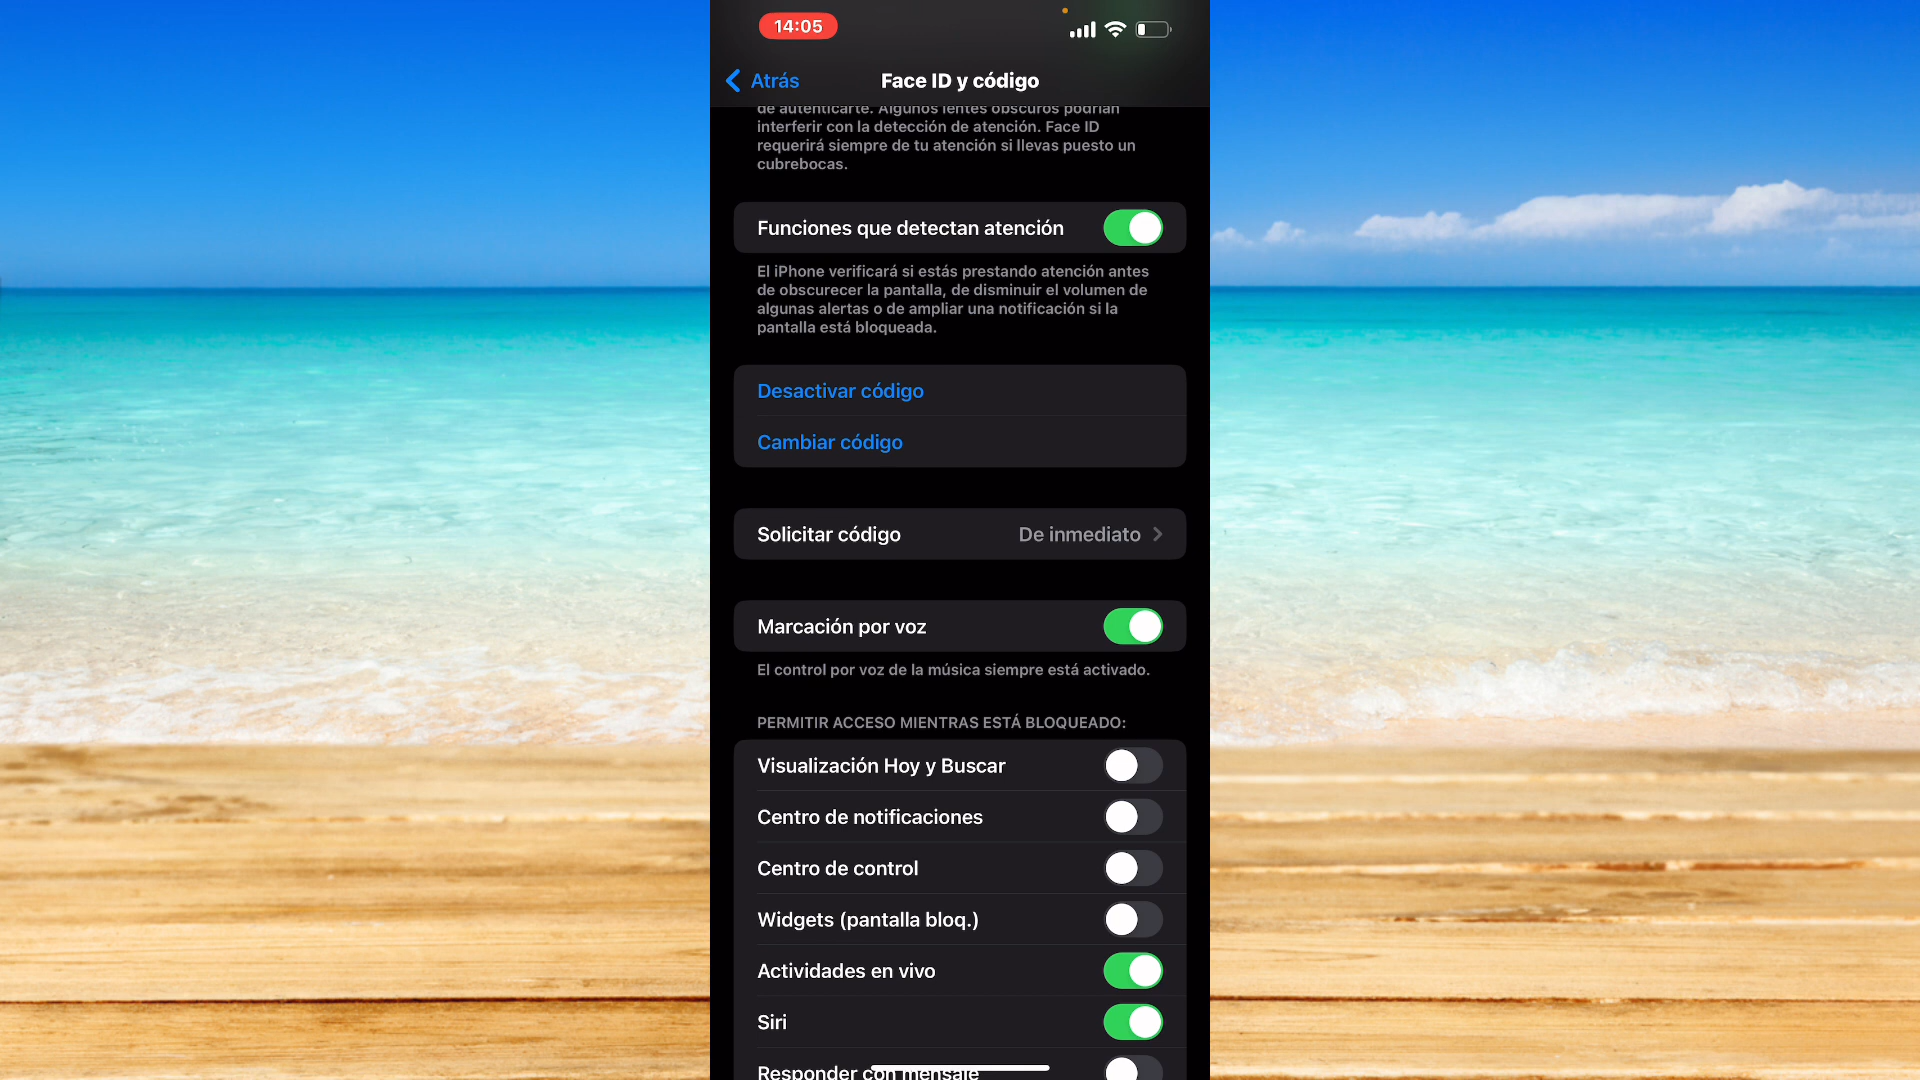 14:05
Atrás
Face ID y código
de autenticarte. Algunos lentes obscuros podrían
interferir con la detección de atención. Face ID
requerirá siempre de tu atención si llevas puesto un
cubrebocas.
Funciones que detectan atención
El iPhone verificará si estás prestando atención antes
de obscurecer la pantalla, de disminuir el volumen de
algunas alertas o de ampliar una notificación si la
pantalla está bloqueada.
Desactivar código
Cambiar código
Solicitar código De inmediato
Marcación por voz
El control por voz de la música siempre está activado.
PERMITIR ACCESO MIENTRAS ESTÁ BLOQUEADO:
Visualización Hoy y Buscar
Centro de notificaciones
Centro de control
Widgets (pantalla bloq.)
Actividades en vivo
Siri
Responder con mensaje